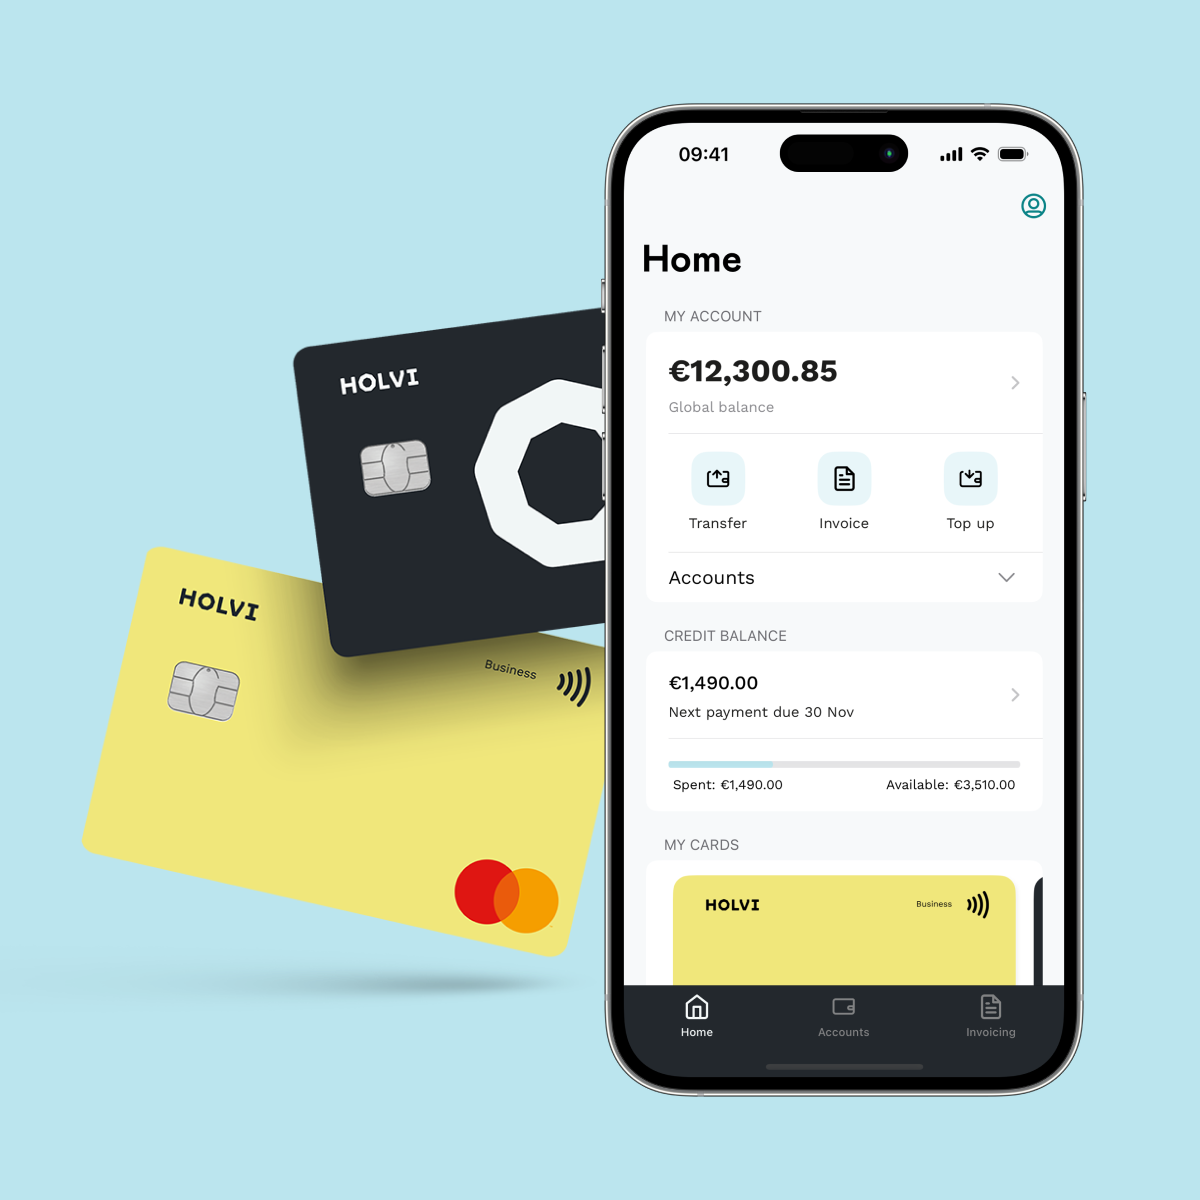 09:41
Home
MY ACCOUNT
€12,300.85
Global balance
Transfer
Invoice
Top up
Accounts
CREDIT BALANCE
€1,490.00
Next payment due 30 Nov
Spent: €1,490.00
Available: €3,510.00
MY CARDS
HOLVI
Business
Home
Accounts
Invoicing
HOLVI
HOLVI
Business